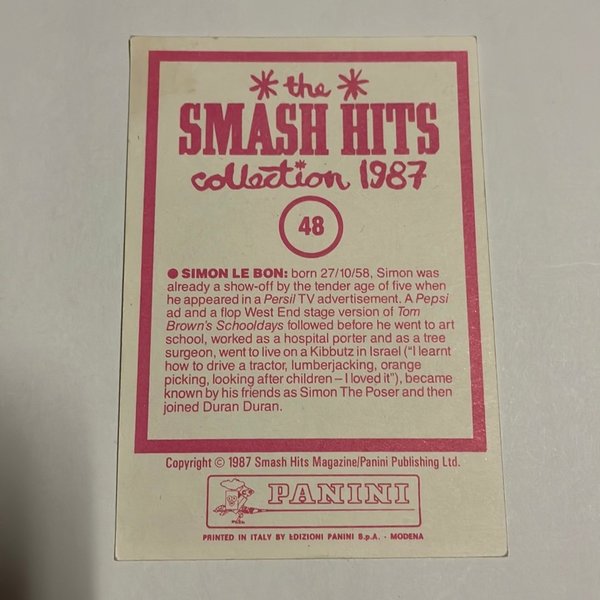 the
SMASH HITS
collection 1987
48
● SIMON LE BON: born 27/10/58, Simon was
already a show-off by the tender age of five when
he appeared in a Persil TV advertisement. A Pepsi
ad and a flop West End stage version of Tom
Brown's Schooldays followed before he went to art
school, worked as a hospital porter and as a tree
surgeon, went to live on a Kibbutz in Israel ("I learnt
how to drive a tractor, lumberjacking, orange
picking, looking after children – I loved it"), became
known by his friends as Simon The Poser and then
joined Duran Duran.
Copyright © 1987 Smash Hits Magazine/Panini Publishing Ltd.
PANINI
PRINTED IN ITALY BY EDIZIONI PANINI S.p.A. - MODENA